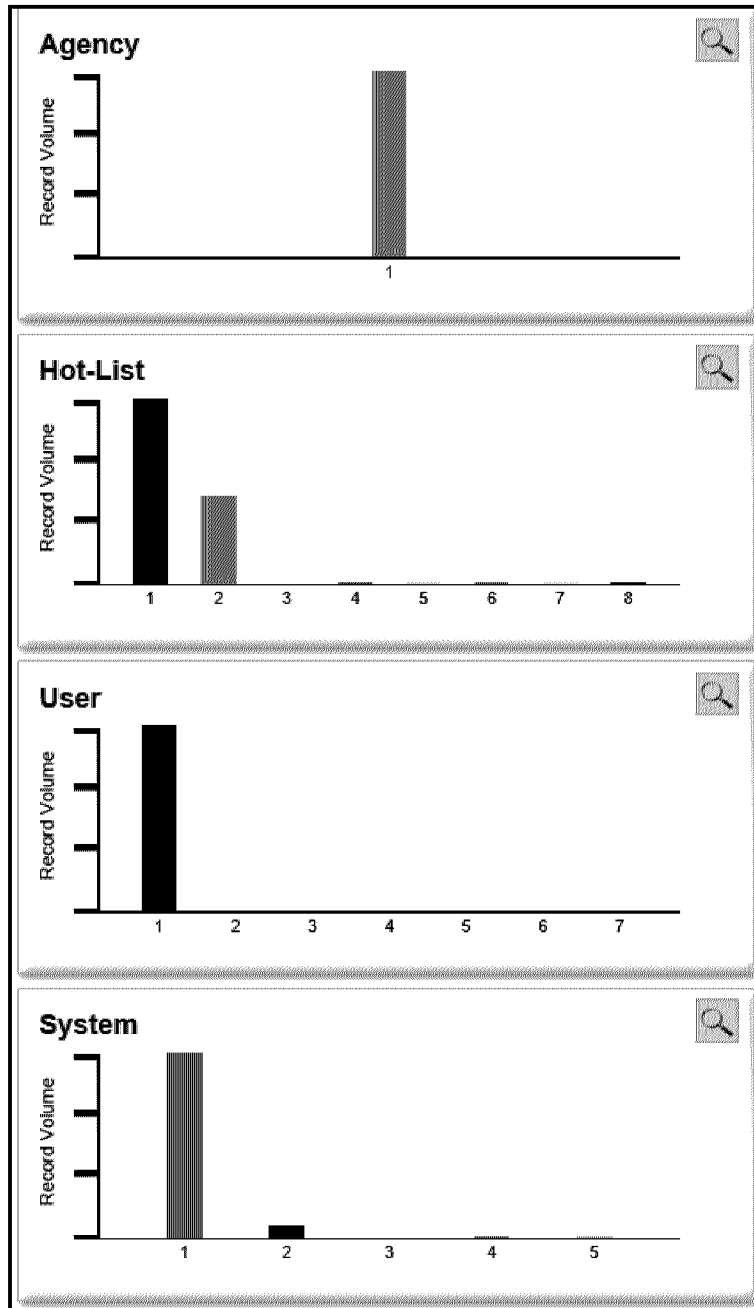 Agency
Record Volume
1
Hot-List
Record Volume
1 2 3 4 5 6 7 8
User
Record Volume
1 2 3 4 5 6 7
System
Record Volume
1 2 3 4 5